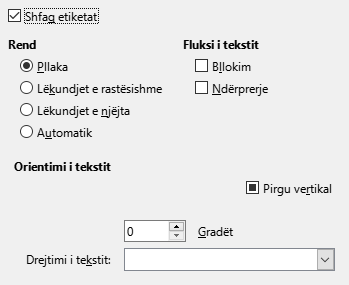 Shfaq etiketat
Rend
Fluksi i tekstit
Pllaka
Bllokim
Lëkundjet e rastësishme
Ndërprerje
Lëkundjet e njëjta
Automatik
Orientimi i tekstit
Pirgu vertikal
0 Gradët
Drejtimi i tekstit: